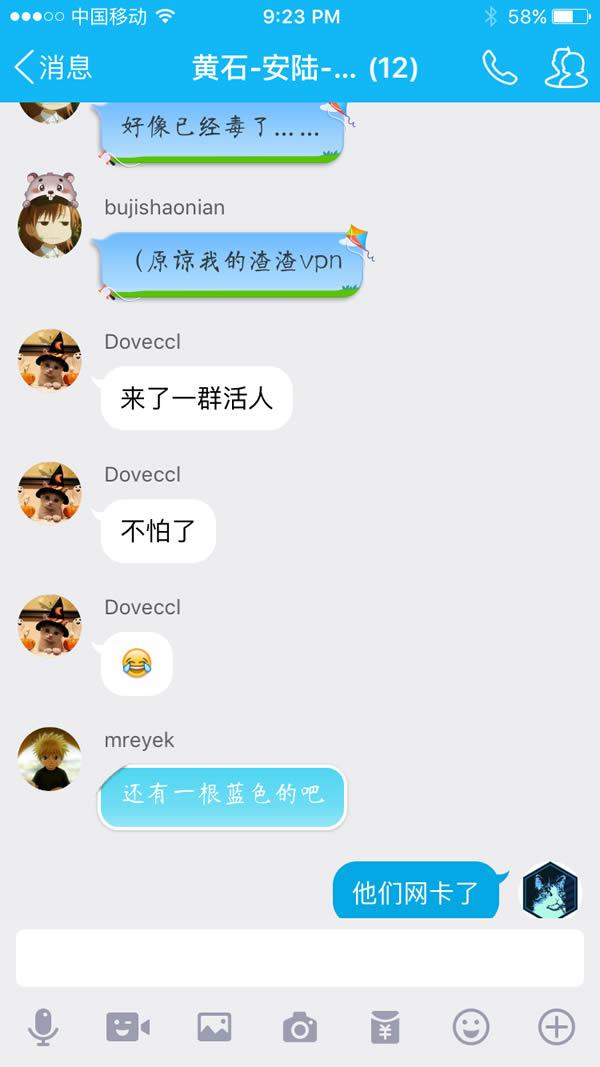 中国移动 9:23 PM 58%
消息 黄石-安陆-... (12)
好像已经毒了……
bujishaonian
（原谅我的渣渣vpn
Doveccl
来了一群活人
Doveccl
不怕了
Doveccl
😂
mreyek
还有一根蓝色的吧
他们网卡了
¥